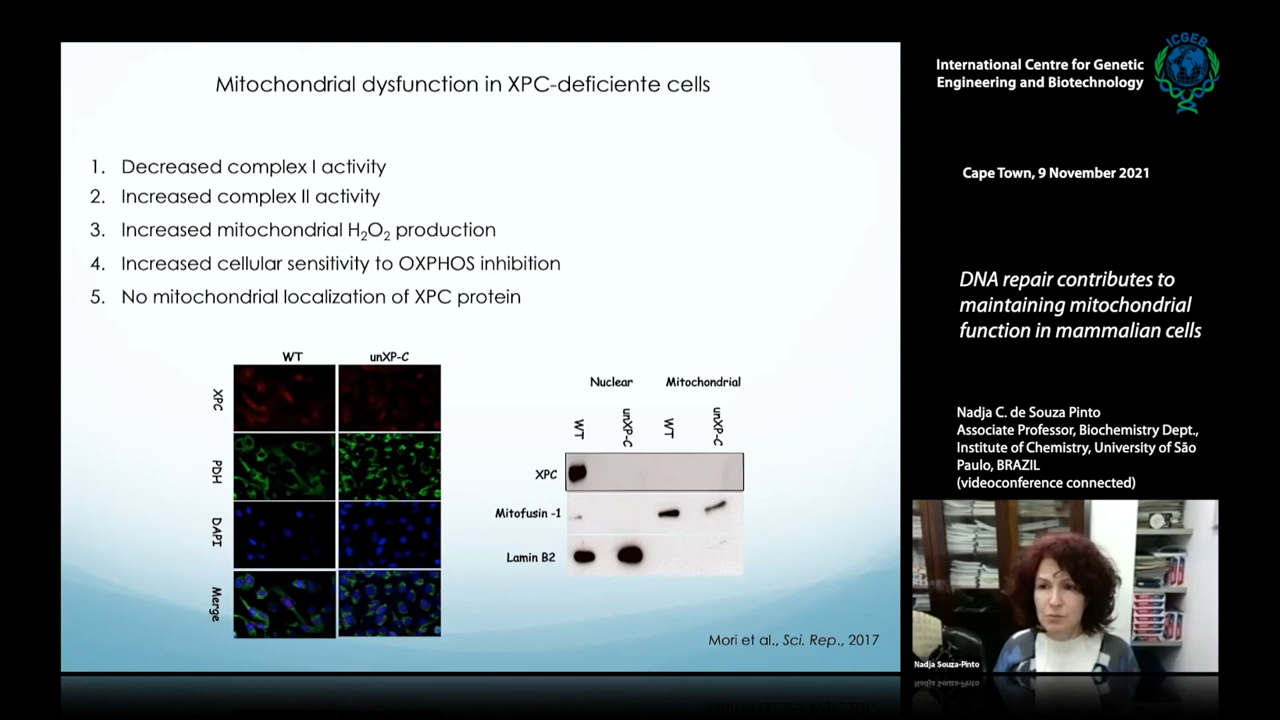 Mitochondrial dysfunction in XPC-deficiente cells
1. Decreased complex I activity
2. Increased complex II activity
3. Increased mitochondrial H₂O₂ production
4. Increased cellular sensitivity to OXPHOS inhibition
5. No mitochondrial localization of XPC protein
WT unXP-C
XPC
PDH
DAPI
Merge
Nuclear Mitochondrial
WT unXP-C WT unXP-C
XPC
Mitofusin -1
Lamin B2
Mori et al., Sci. Rep., 2017
International Centre for Genetic
Engineering and Biotechnology
ICGEB
Cape Town, 9 November 2021
DNA repair contributes to
maintaining mitochondrial
function in mammalian cells
Nadja C. de Souza Pinto
Associate Professor, Biochemistry Dept.,
Institute of Chemistry, University of São
Paulo, BRAZIL
(videoconference connected)
Nadja Souza-Pinto